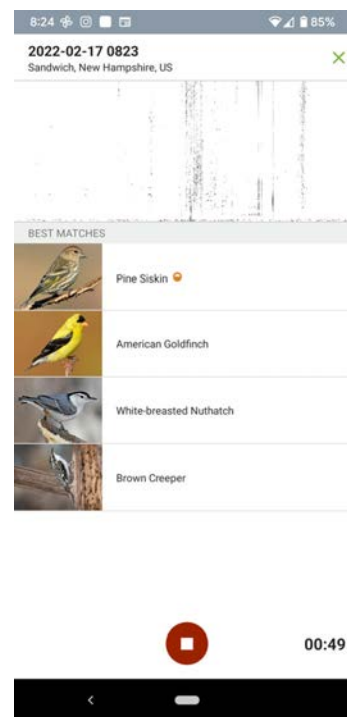 8:24 85%
2022-02-17 0823
Sandwich, New Hampshire, US
BEST MATCHES
Pine Siskin
American Goldfinch
White-breasted Nuthatch
Brown Creeper
00:49